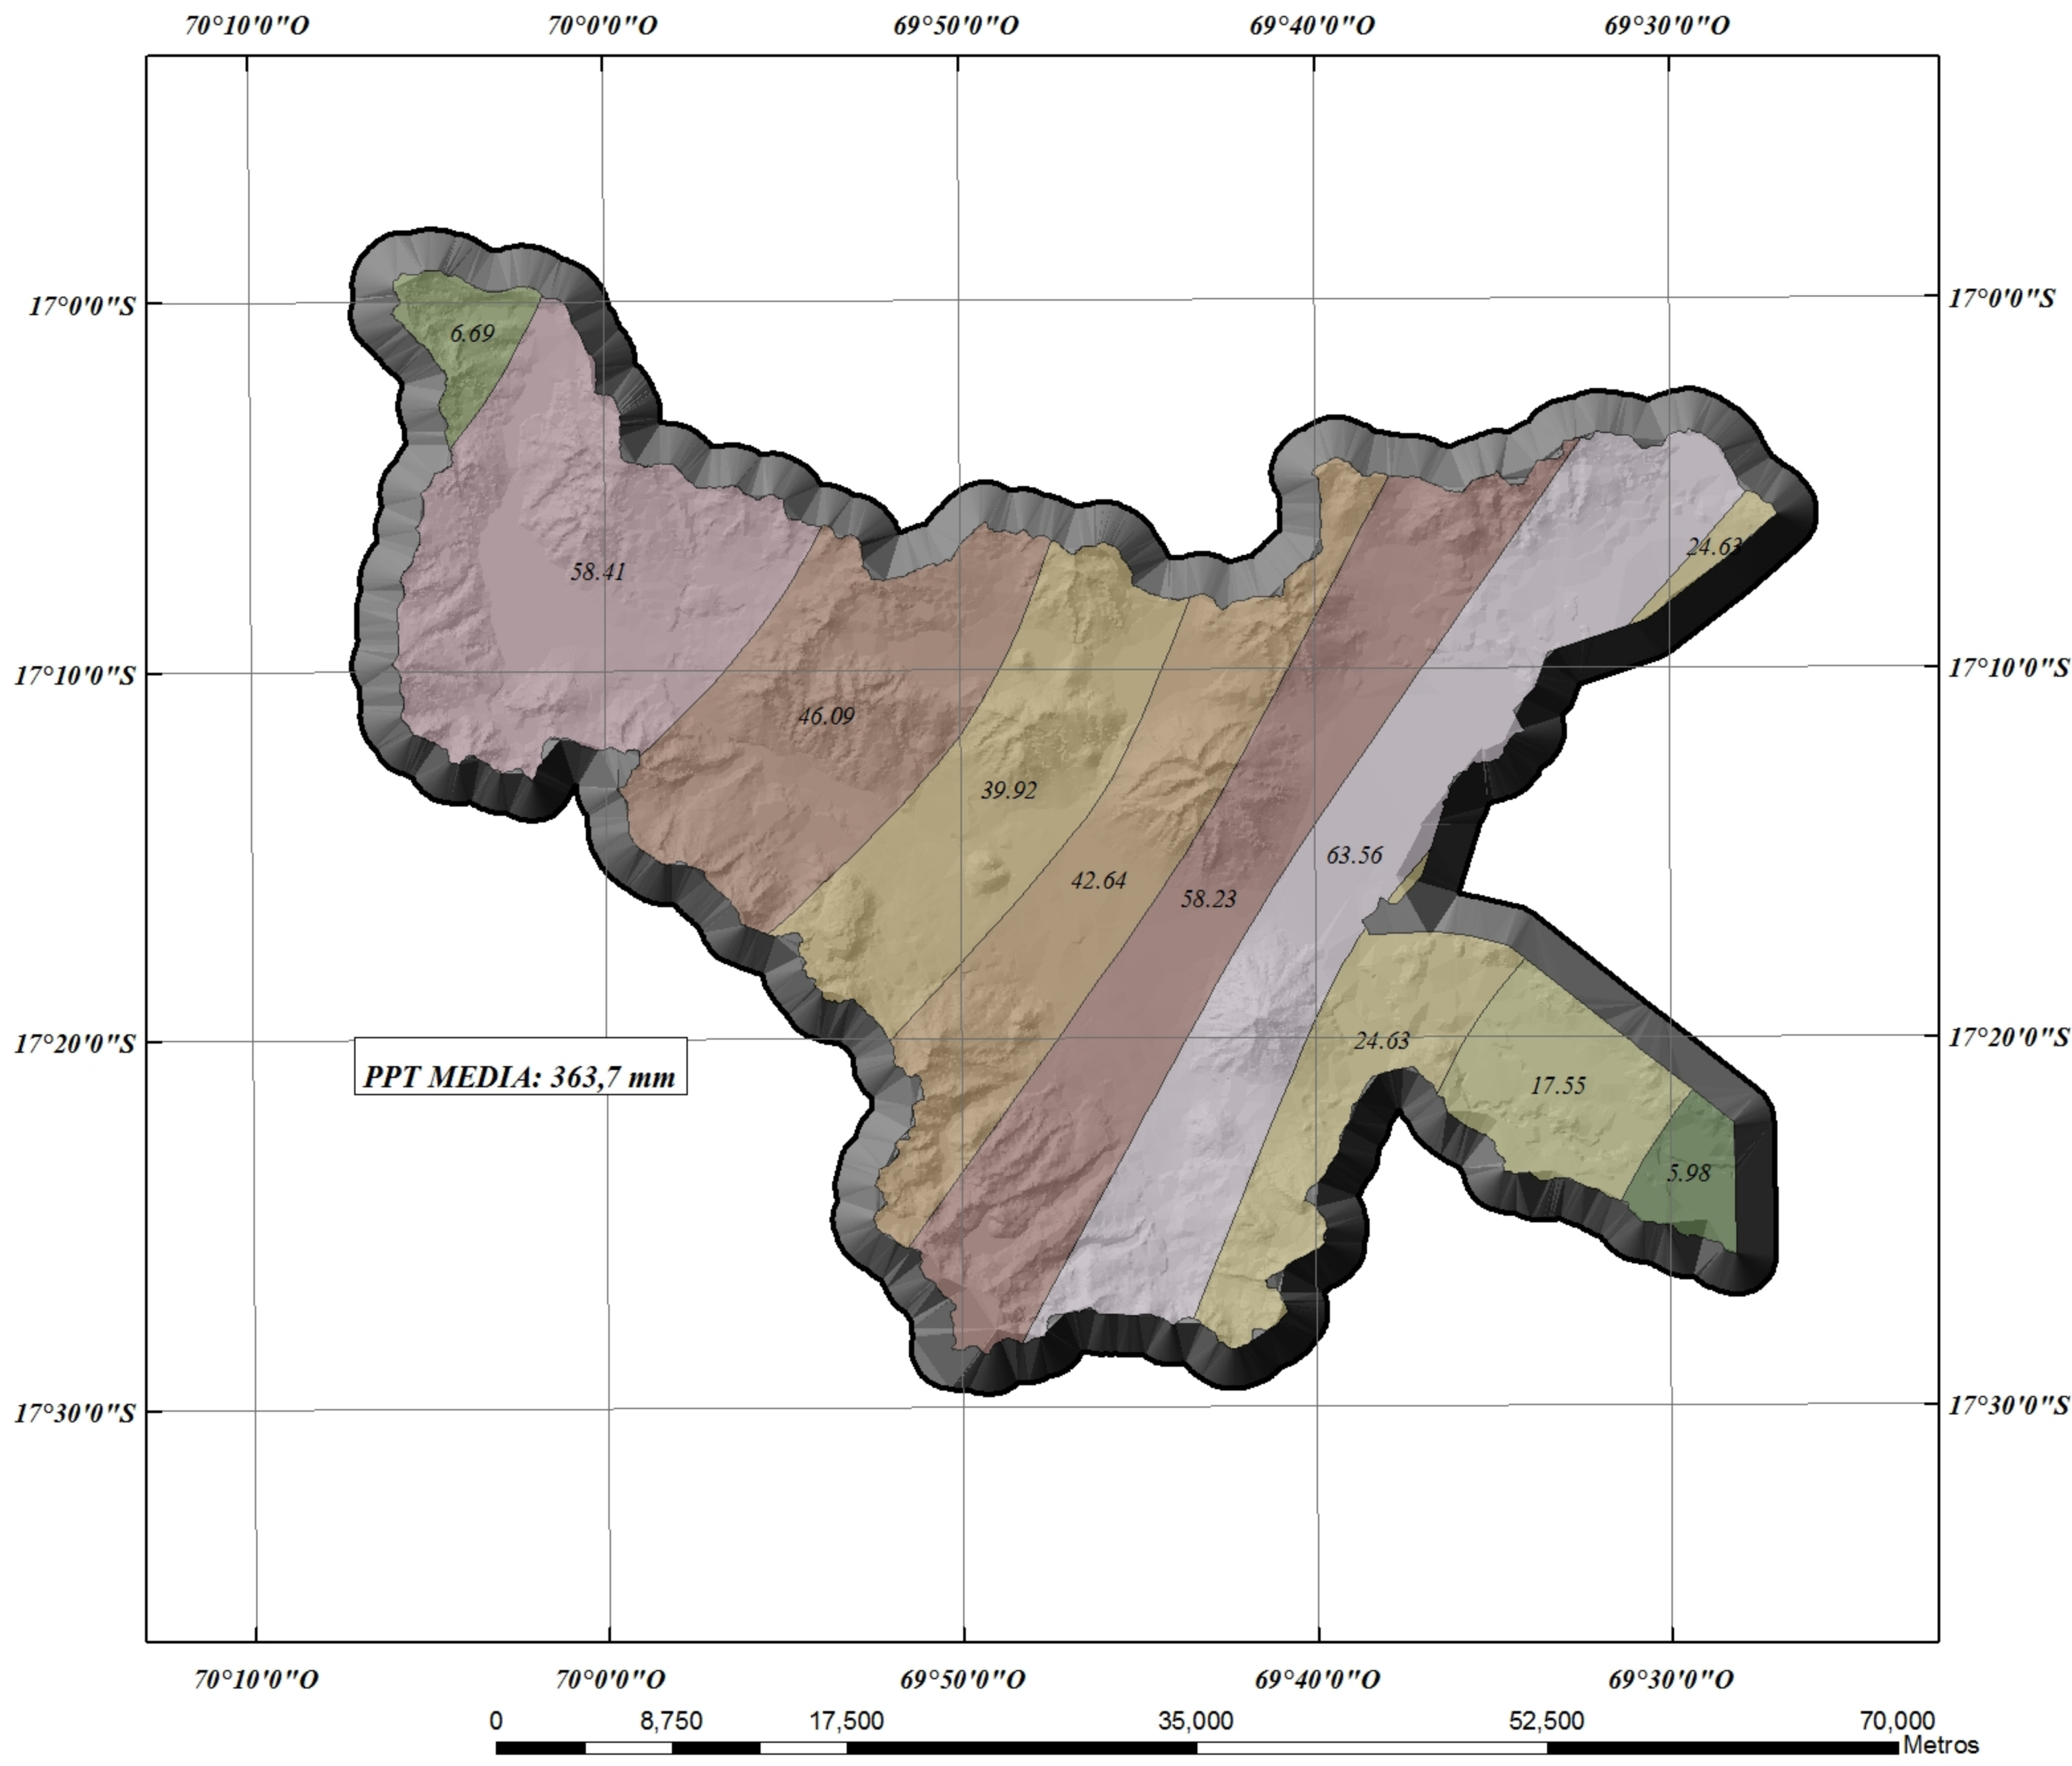 70°10'0"O 70°0'0"O 69°50'0"O 69°40'0"O 69°30'0"O
17°0'0"S 17°0'0"S
6.69
24.63
58.41
17°10'0"S 17°10'0"S
46.09
39.92
63.56
42.64
58.23
17°20'0"S 24.63 17°20'0"S
PPT MEDIA: 363,7 mm
17.55
5.98
17°30'0"S 17°30'0"S
70°10'0"O 70°0'0"O 69°50'0"O 69°40'0"O 69°30'0"O
0 8,750 17,500 35,000 52,500 70,000
Metros